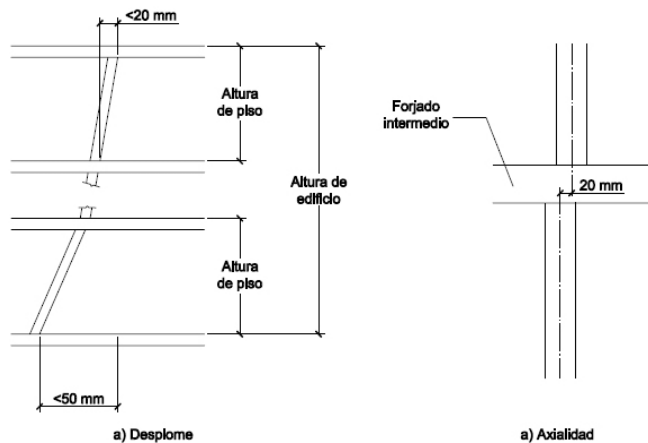 <20 mm
Altura
de piso
Altura de
edificio
Altura
de piso
<50 mm
a) Desplome
Forjado
intermedio
20 mm
a) Axialidad